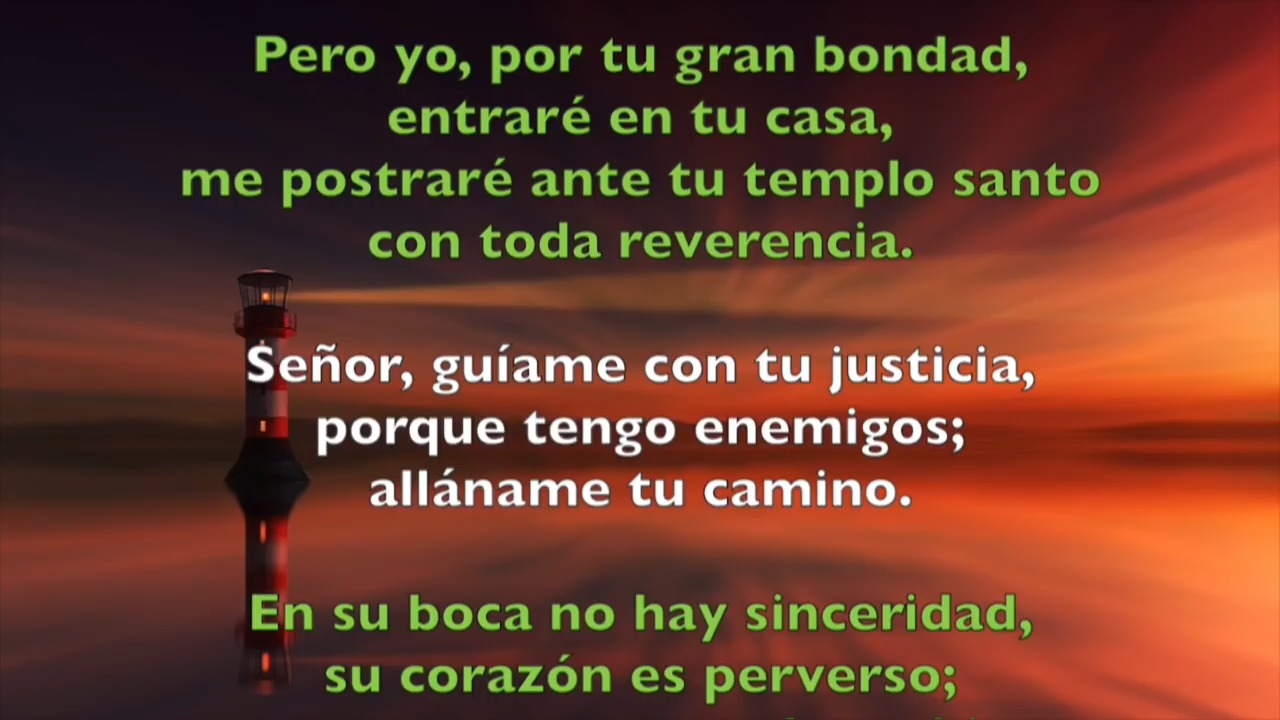 Pero yo, por tu gran bondad,
entraré en tu casa,
me postraré ante tu templo santo
con toda reverencia.
Señor, guíame con tu justicia,
porque tengo enemigos;
alláname tu camino.
En su boca no hay sinceridad,
su corazón es perverso;